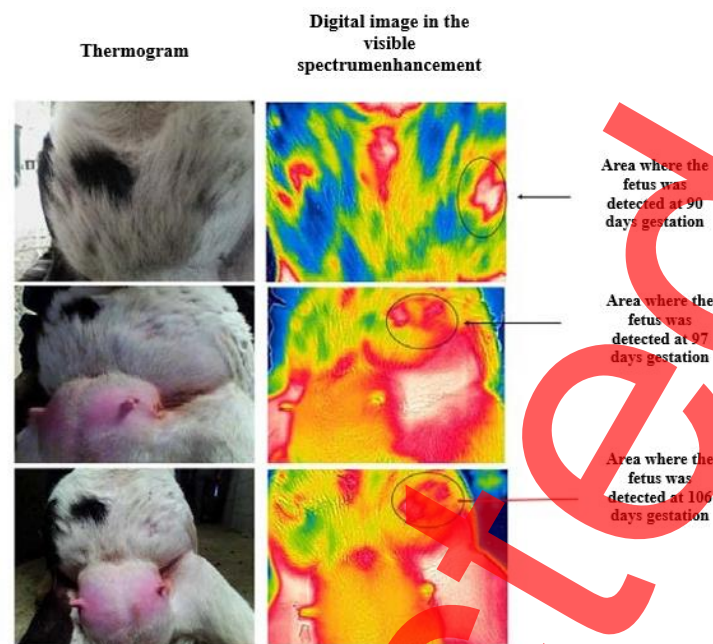 Thermogram
Digital image in the
visible
spectrumenhancement
Area where the
fetus was
detected at 90
days gestation
Area where the
fetus was
detected at 97
days gestation
Area where the
fetus was
detected at 106
days gestation